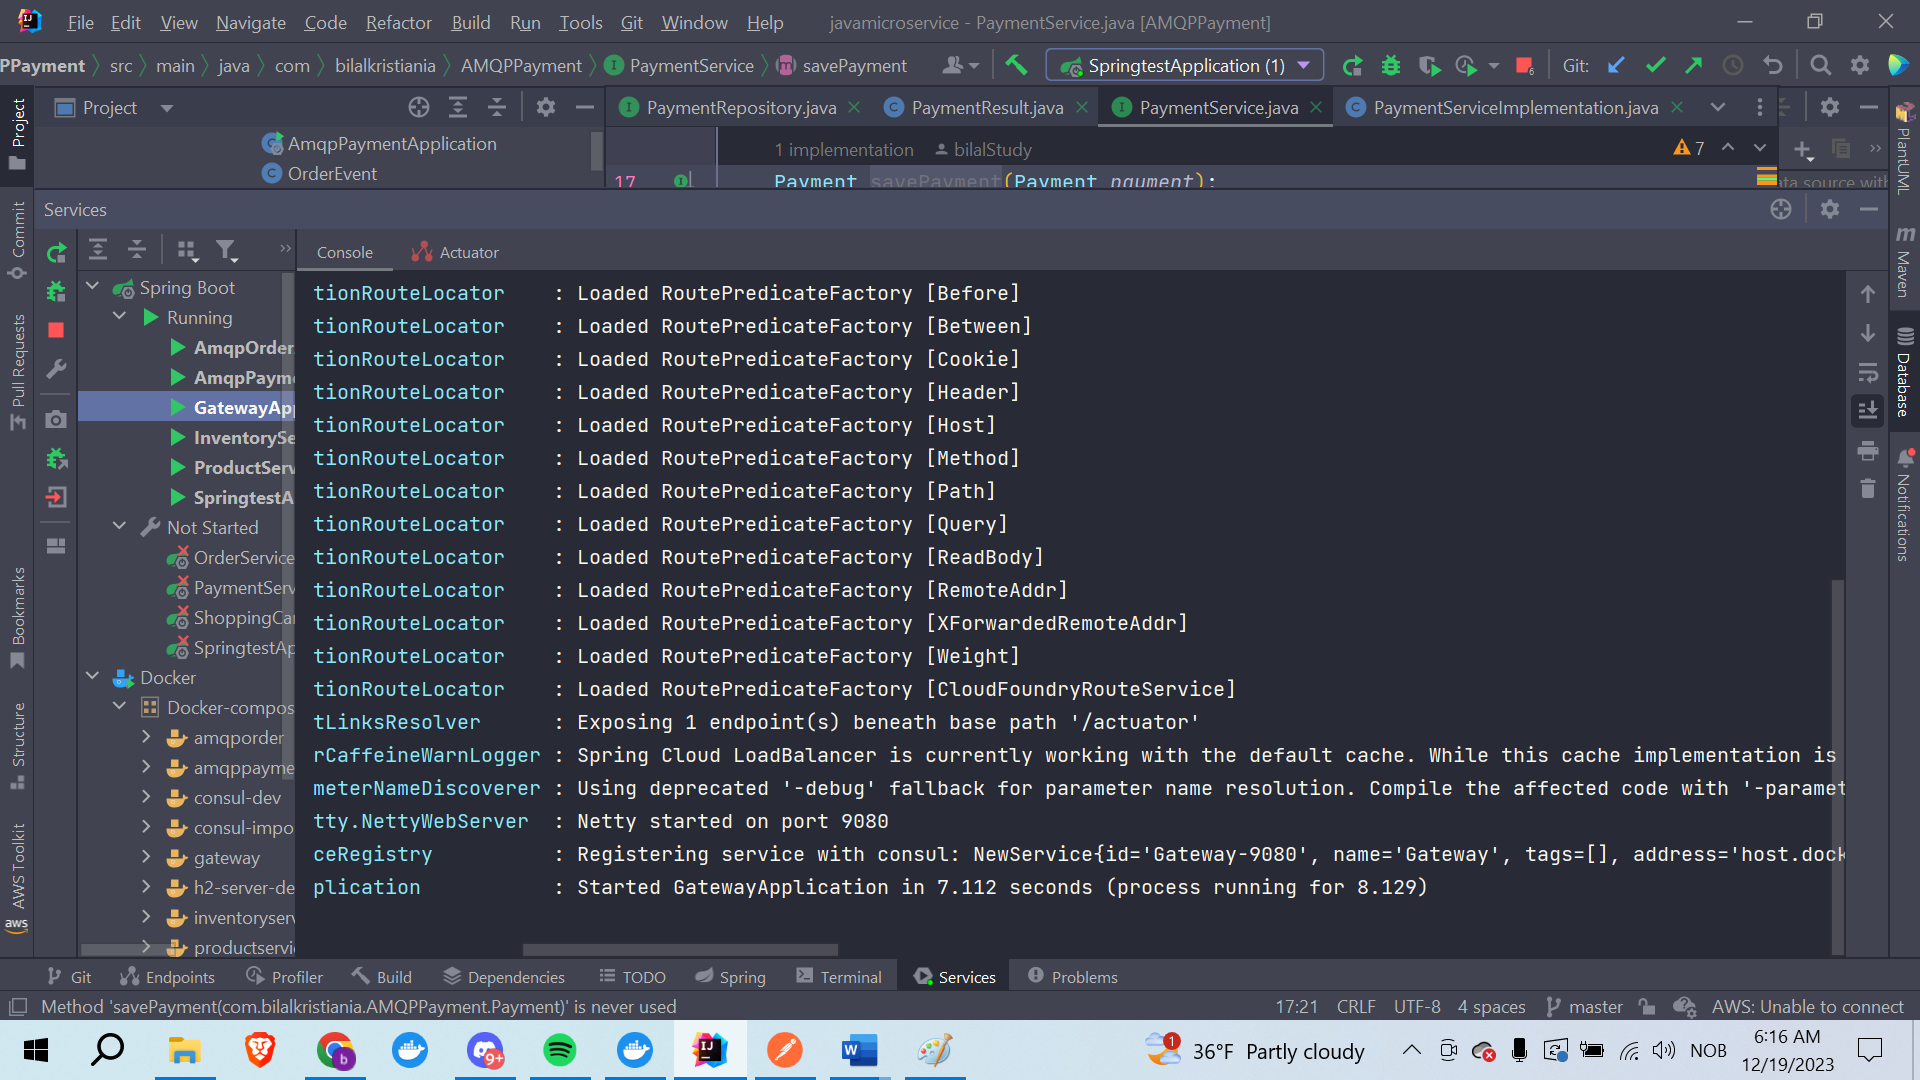 File Edit View Navigate Code Refactor Build Run Tools Git Window Help javamicroservice - PaymentService.java [AMQPPayment]
PPayment src main java com bilalkristiania AMQPPayment PaymentService savePayment SpringtestApplication (1) Git:
Project PaymentRepository.java PaymentResult.java PaymentService.java PaymentServiceImplementation.java
AmqpPaymentApplication
1 implementation bilalStudy 7
OrderEvent
17 Payment savePayment(Payment payment);
ata source with
Services
Console Actuator
Spring Boot
Running
AmqpOrder
AmqpPayme
GatewayApp
InventorySe
ProductServ
SpringtestA
Not Started
OrderService
PaymentServ
ShoppingCar
SpringtestAp
Docker
Docker-compos
amqporder
amqppayme
consul-dev
consul-impo
gateway
h2-server-de
inventoryserv
productservi
tionRouteLocator : Loaded RoutePredicateFactory [Before]
tionRouteLocator : Loaded RoutePredicateFactory [Between]
tionRouteLocator : Loaded RoutePredicateFactory [Cookie]
tionRouteLocator : Loaded RoutePredicateFactory [Header]
tionRouteLocator : Loaded RoutePredicateFactory [Host]
tionRouteLocator : Loaded RoutePredicateFactory [Method]
tionRouteLocator : Loaded RoutePredicateFactory [Path]
tionRouteLocator : Loaded RoutePredicateFactory [Query]
tionRouteLocator : Loaded RoutePredicateFactory [ReadBody]
tionRouteLocator : Loaded RoutePredicateFactory [RemoteAddr]
tionRouteLocator : Loaded RoutePredicateFactory [XForwardedRemoteAddr]
tionRouteLocator : Loaded RoutePredicateFactory [Weight]
tionRouteLocator : Loaded RoutePredicateFactory [CloudFoundryRouteService]
tLinksResolver : Exposing 1 endpoint(s) beneath base path '/actuator'
rCaffeineWarnLogger : Spring Cloud LoadBalancer is currently working with the default cache. While this cache implementation is
meterNameDiscoverer : Using deprecated '-debug' fallback for parameter name resolution. Compile the affected code with '-paramet
tty.NettyWebServer : Netty started on port 9080
ceRegistry : Registering service with consul: NewService{id='Gateway-9080', name='Gateway', tags=[], address='host.dock
plication : Started GatewayApplication in 7.112 seconds (process running for 8.129)
Project
Commit
Pull Requests
Bookmarks
Structure
AWS Toolkit
aws
PlantUML
m
Maven
Database
Notifications
Git Endpoints Profiler Build Dependencies TODO Spring Terminal Services Problems
Method 'savePayment(com.bilalkristiania.AMQPPayment.Payment)' is never used 17:21 CRLF UTF-8 4 spaces master AWS: Unable to connect
b 9+ IJ W 1 36°F Partly cloudy NOB 6:16 AM
12/19/2023